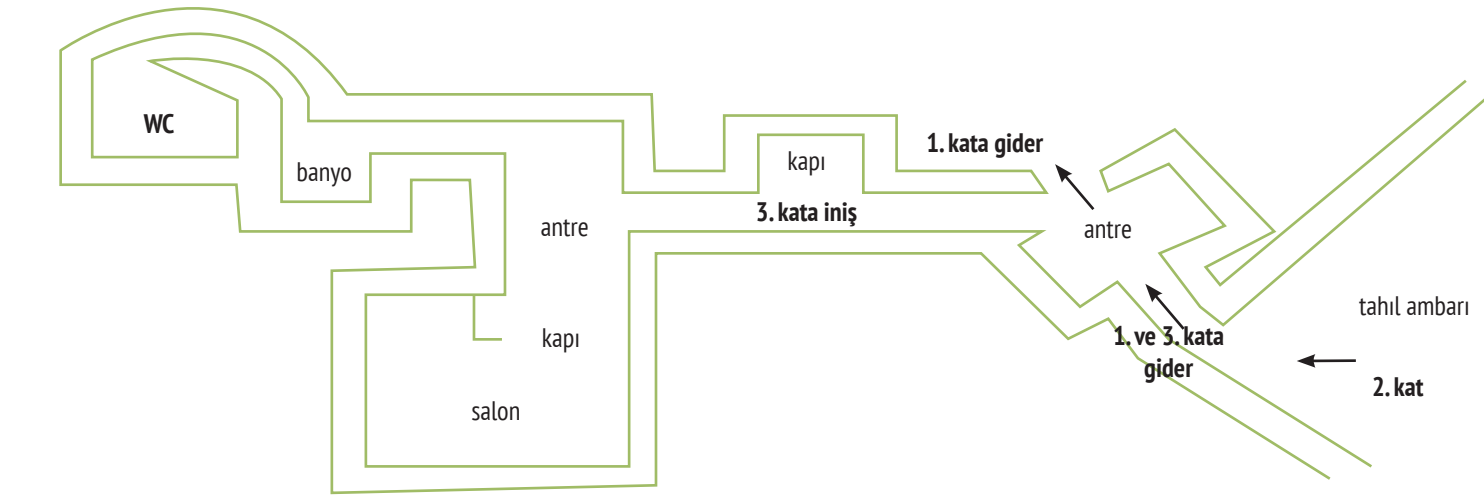 WC
banyo
antre
kapı
salon
kapı
3. kata iniş
1. kata gider
antre
1. ve 3. kata
gider
tahıl ambarı
2. kat